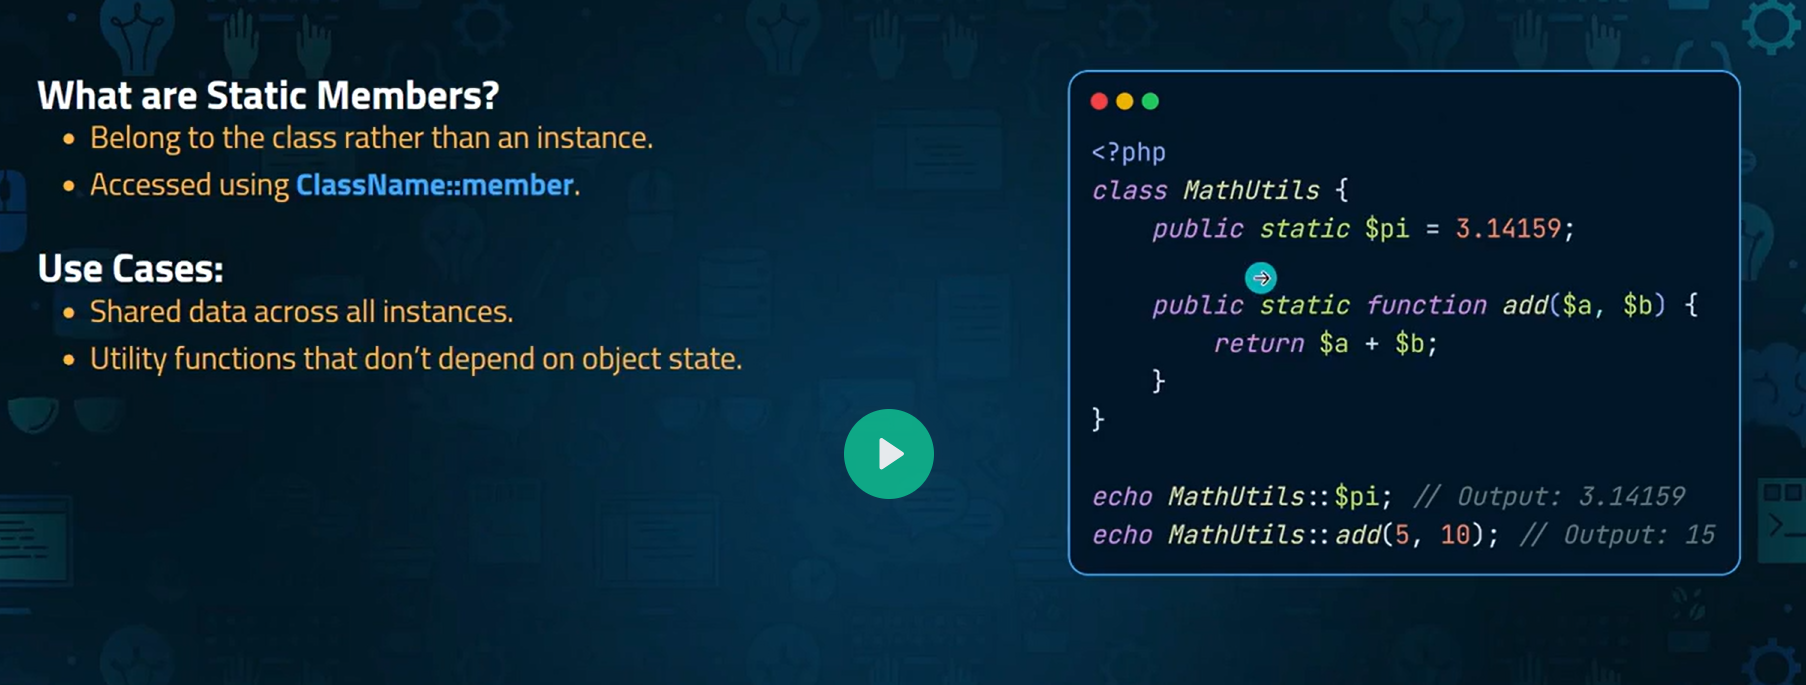 What are Static Members?
• Belong to the class rather than an instance.
• Accessed using ClassName::member.
Use Cases:
• Shared data across all instances.
• Utility functions that don’t depend on object state.
<?php
class MathUtils {
    public static $pi = 3.14159;
    public static function add($a, $b) {
        return $a + $b;
    }
}
echo MathUtils::$pi; // Output: 3.14159
echo MathUtils::add(5, 10); // Output: 15